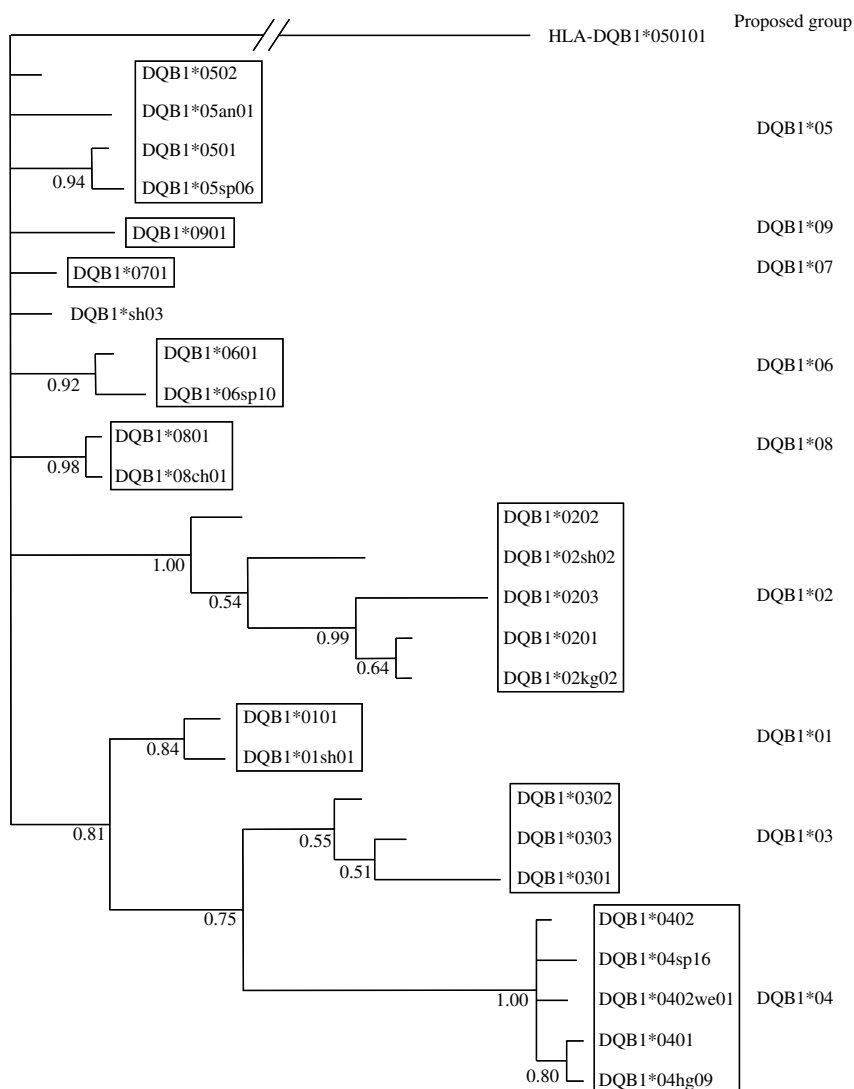 Proposed group
HLA-DQB1*050101
DQB1*0502
DQB1*05an01
DQB1*05
DQB1*0501
0.94
DQB1*05sp06
DQB1*0901
DQB1*09
DQB1*0701
DQB1*07
DQB1*sh03
DQB1*0601
DQB1*06
0.92
DQB1*06sp10
DQB1*0801
DQB1*08
0.98
DQB1*08ch01
DQB1*0202
DQB1*02sh02
1.00
DQB1*0203
DQB1*02
0.54
DQB1*0201
0.99
0.64
DQB1*02kg02
DQB1*0101
DQB1*01
0.84
DQB1*01sh01
DQB1*0302
0.81
DQB1*0303
DQB1*03
0.55
0.51
DQB1*0301
0.75
DQB1*0402
DQB1*04sp16
1.00
DQB1*0402we01
DQB1*04
DQB1*0401
0.80
DQB1*04hg09